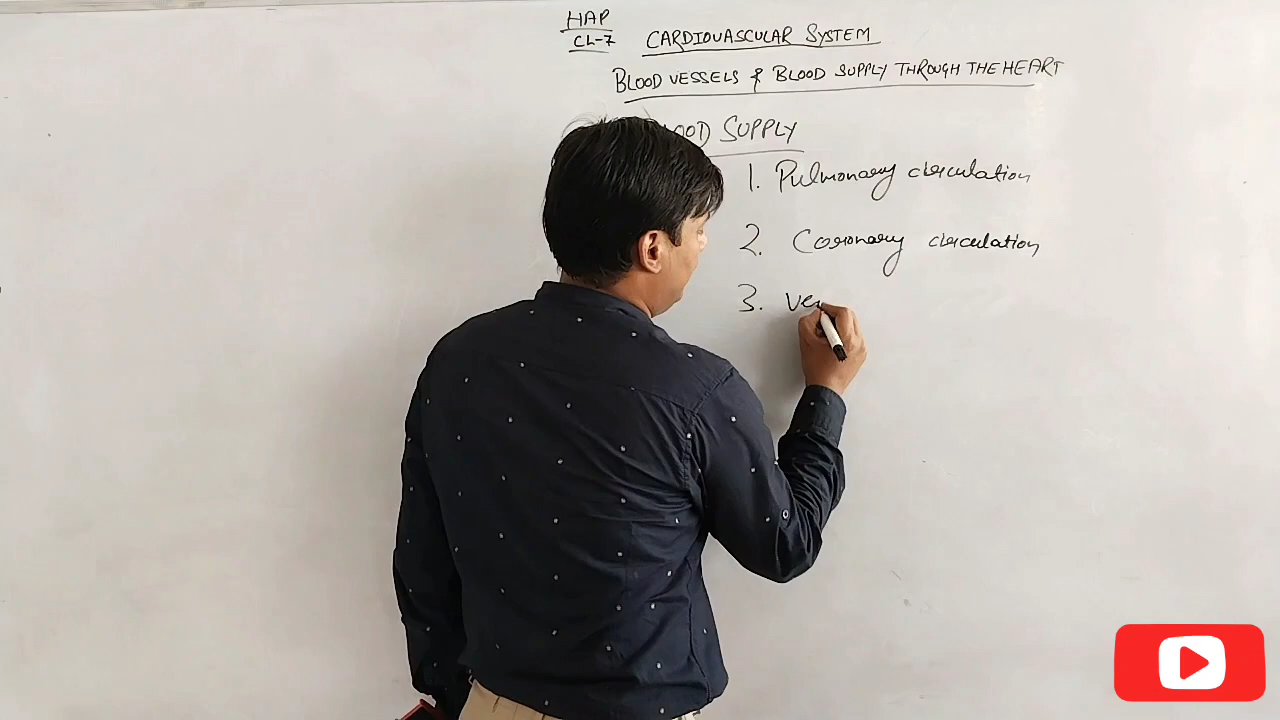 HAP
CL-7
CARDIOVASCULAR SYSTEM
BLOOD VESSELS & BLOOD SUPPLY THROUGH THE HEART
LOOD SUPPLY
1. Pulmonary circulation
2. Coronary circulation
3. Ve